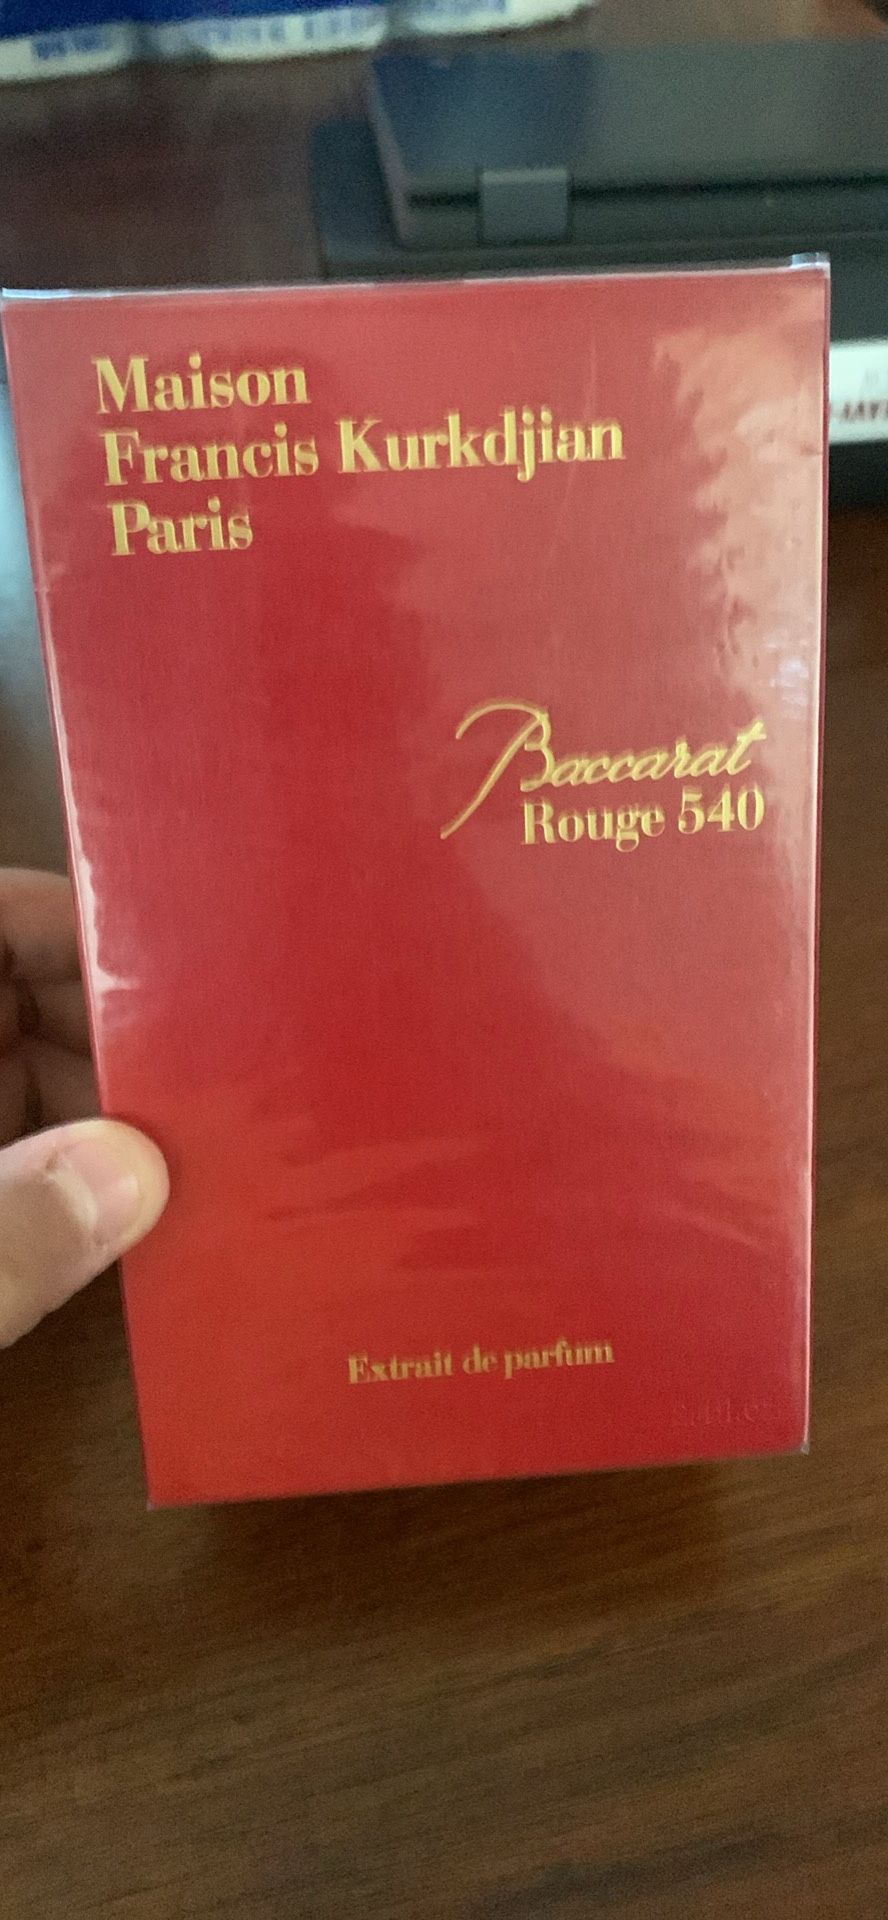 Maison
Francis Kurkdjian
Paris
Baccarat
Rouge 540
Extrait de parfum